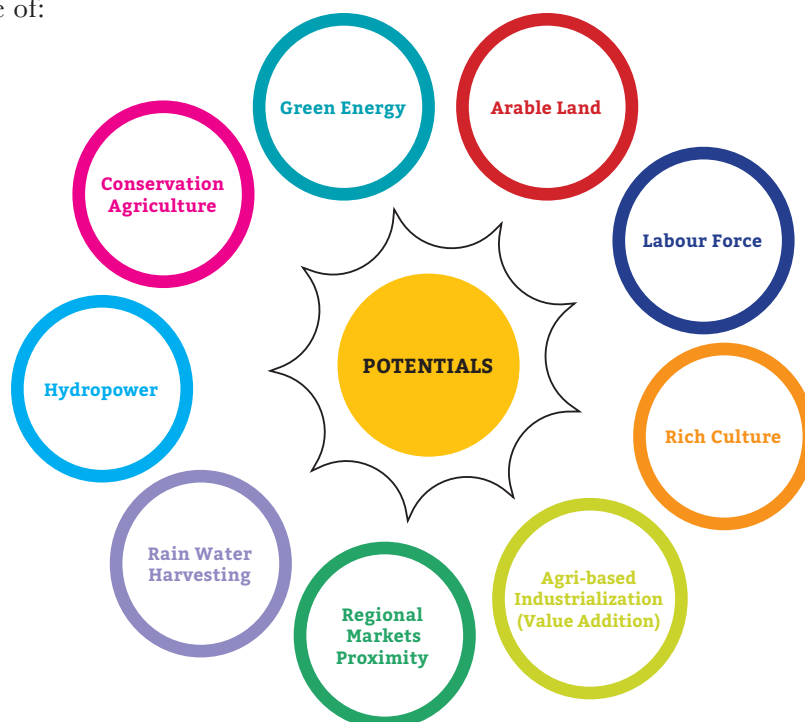 e of:
Green Energy
Arable Land
Conservation
Agriculture
Labour Force
POTENTIALS
Hydropower
Rich Culture
Rain Water
Harvesting
Agri-based
Industrialization
(Value Addition)
Regional
Markets
Proximity